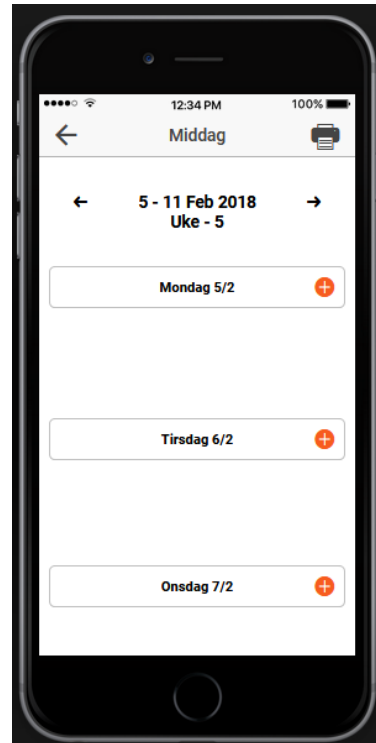 12:34 PM
100%
Middag
5 - 11 Feb 2018
Uke - 5
Mondag 5/2
Tirsdag 6/2
Onsdag 7/2